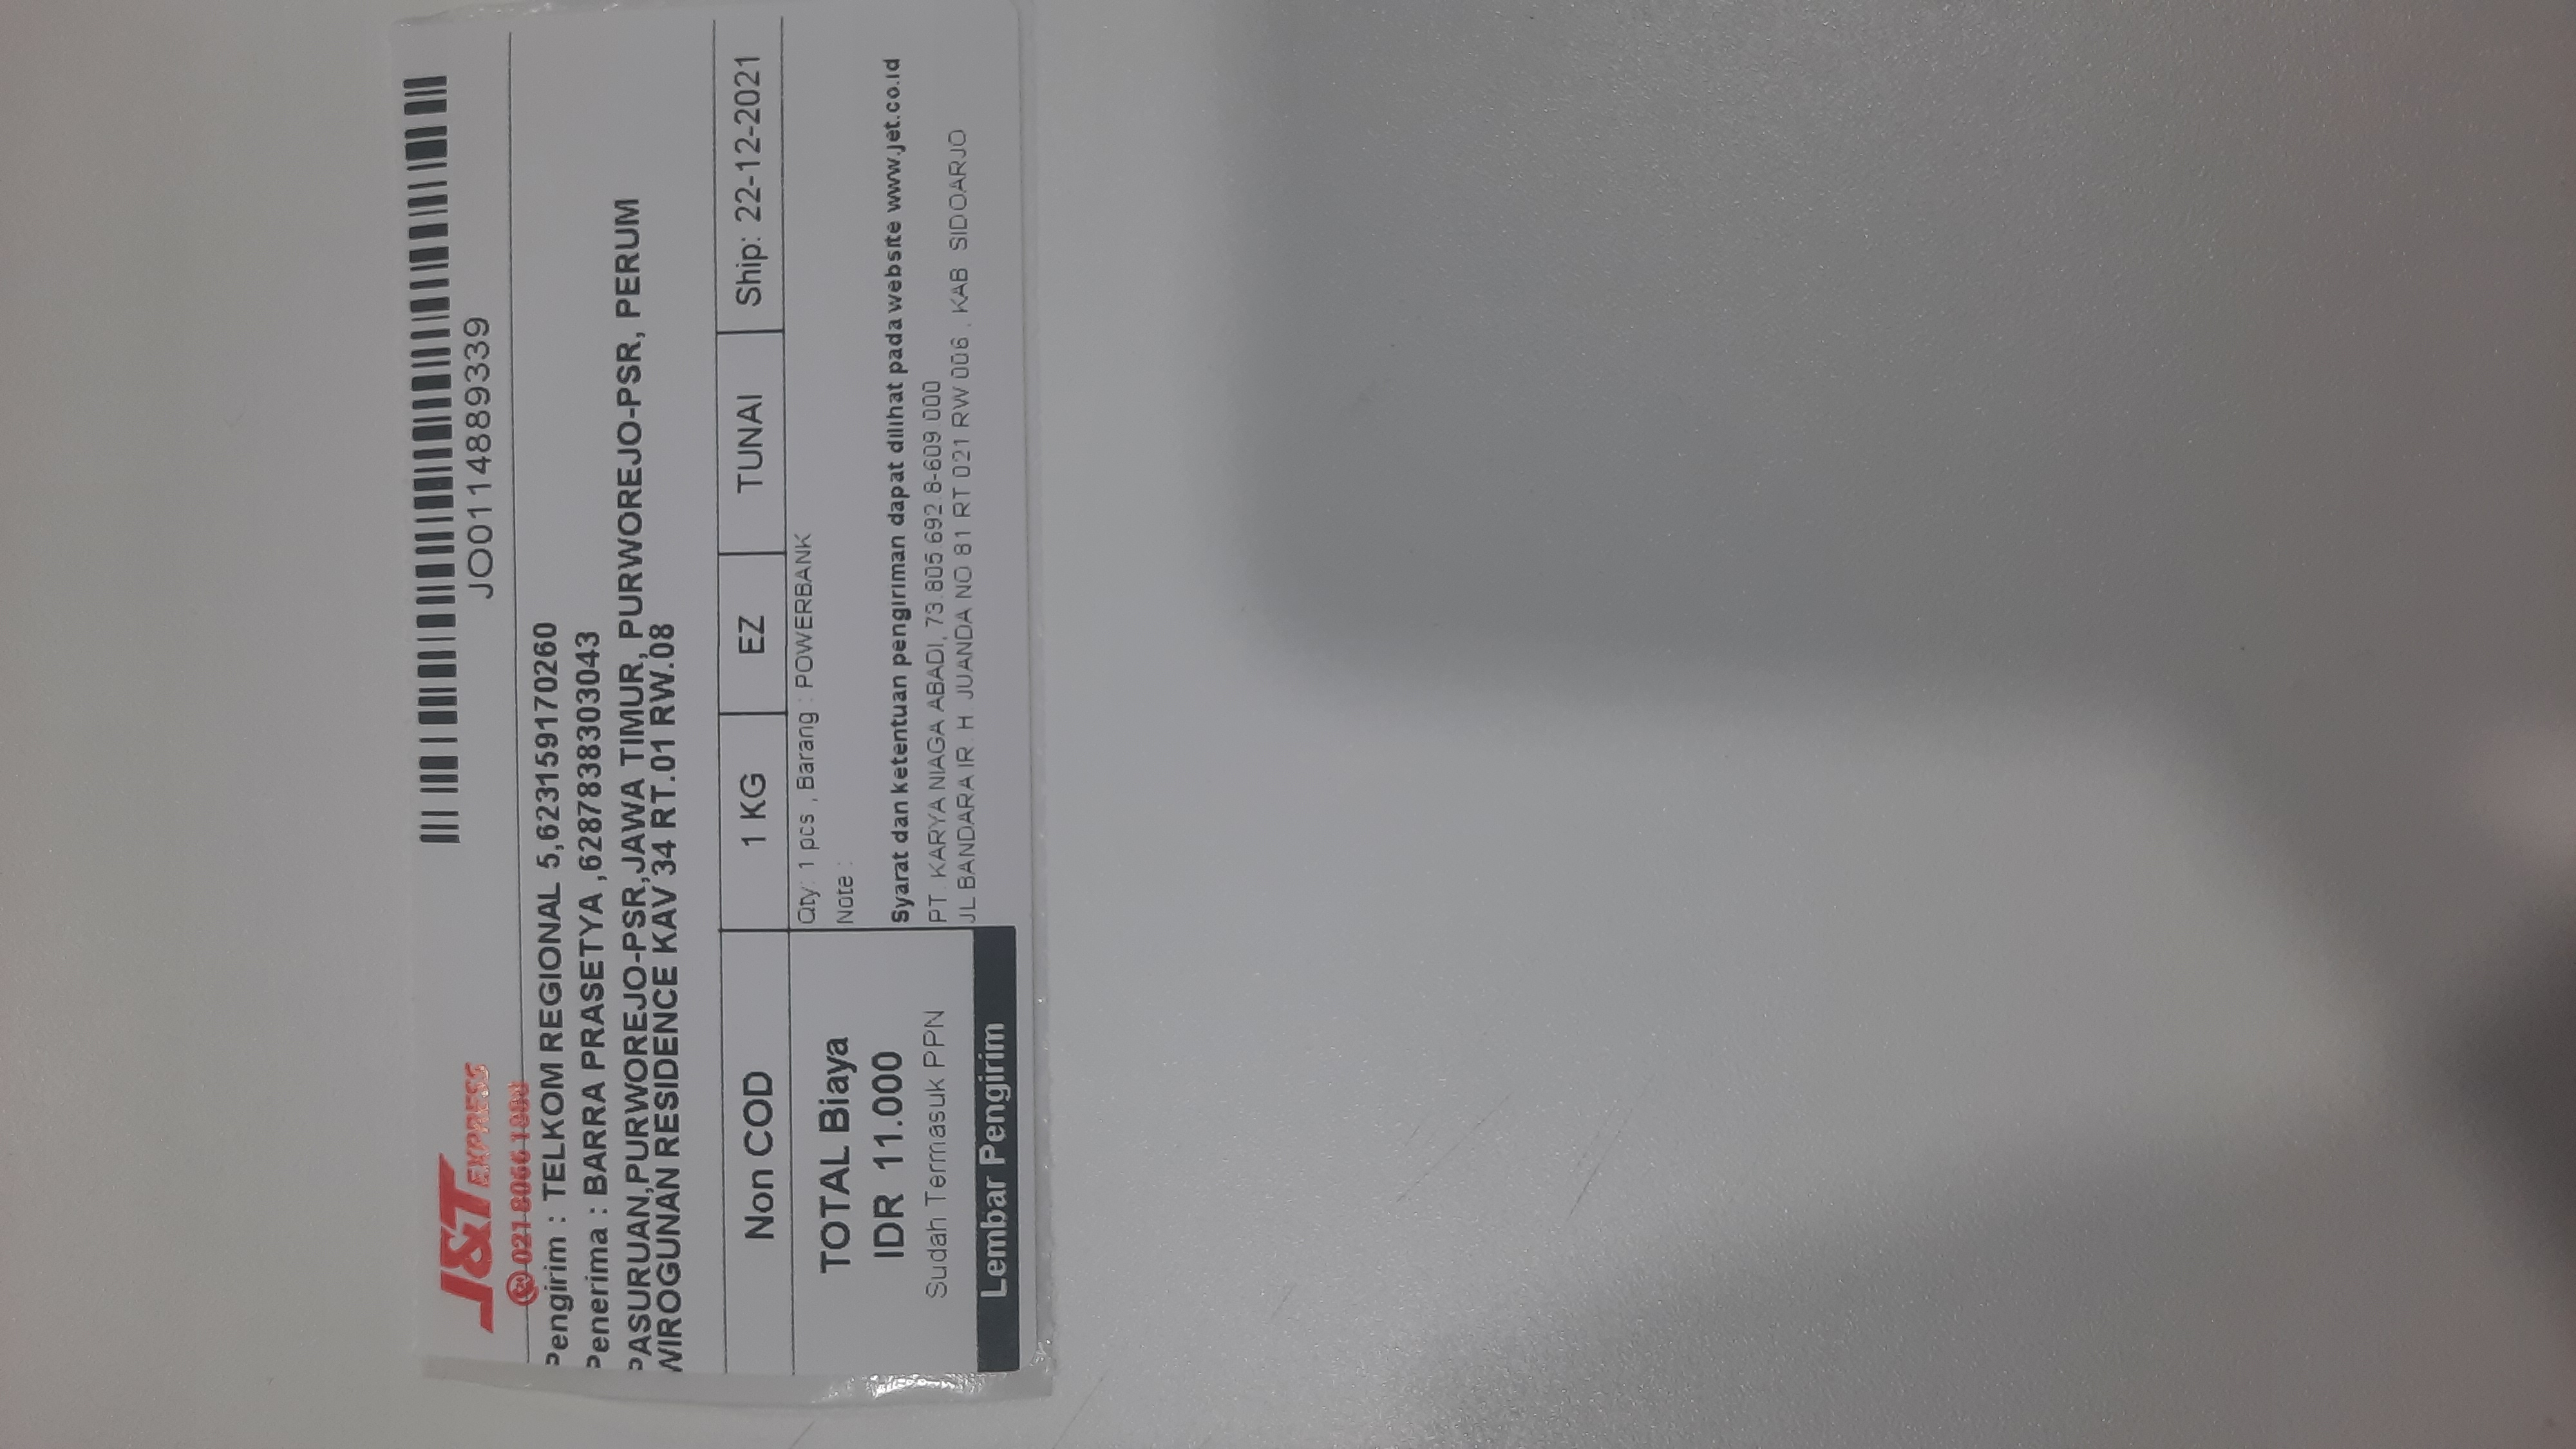 J&T EXPRESS
JO0114889339
021 8066 1888
Pengirim : TELKOM REGIONAL 5,623159170260
Penerima : BARRA PRASETYA ,6287838303043
PASURUAN,PURWOREJO-PSR,JAWA TIMUR, PURWOREJO-PSR, PERUM
WIROGUNAN RESIDENCE KAV 34 RT.01 RW.08
Non COD 1 KG EZ TUNAI Ship: 22-12-2021
TOTAL Biaya
IDR 11.000
Sudah Termasuk PPN
Lembar Pengirim
Qty: 1 pcs , Barang : POWERBANK
Note :
Syarat dan ketentuan pengiriman dapat dilihat pada website www.jet.co.id
PT. KARYA NIAGA ABADI, 73.805.692.8-609.000
JL BANDARA IR. H. JUANDA NO 81 RT 021 RW 006 , KAB. SIDOARJO